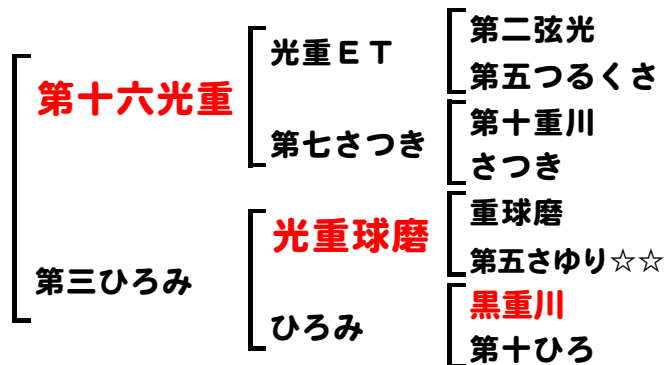 第十六光重
光重ＥＴ
第二弦光
第五つるくさ
第七さつき
第十重川
さつき
第三ひろみ
光重球磨
重球磨
第五さゆり☆☆
ひろみ
黒重川
第十ひろ